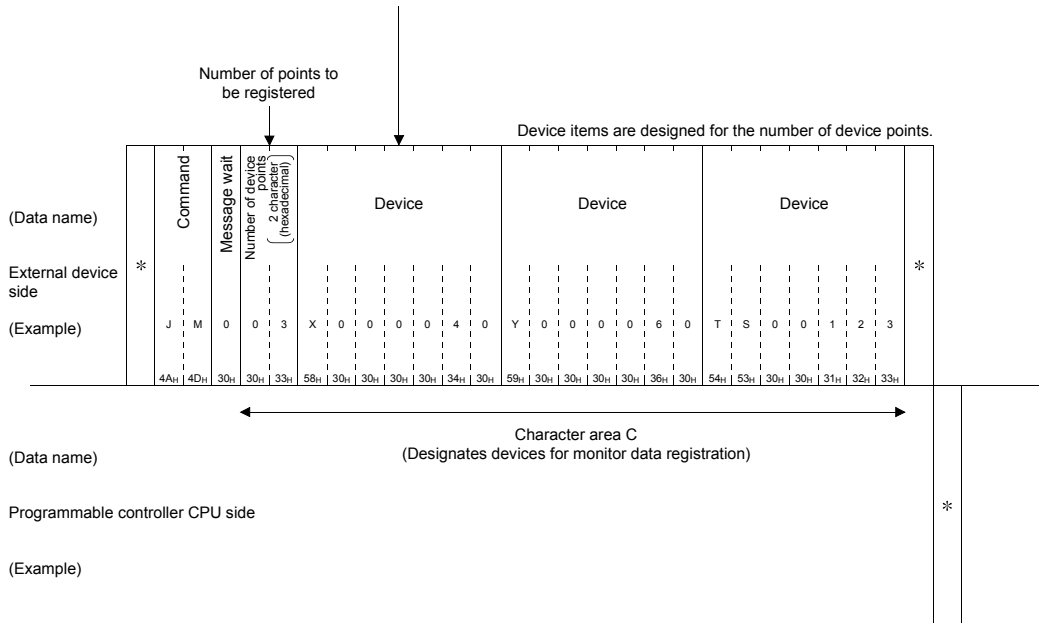 Number of points to
be registered
Device items are designed for the number of device points.
(Data name)
Command
Message wait
Number of device
points
2 character
(hexadecimal)
Device
Device
Device
External device
side
*
*
(Example)
J M 0 0 3 X 0 0 0 0 4 0 Y 0 0 0 0 6 0 T S 0 0 1 2 3
4AH 4DH 30H 30H 33H 58H 30H 30H 30H 30H 34H 30H 59H 30H 30H 30H 30H 36H 30H 54H 53H 30H 30H 31H 32H 33H
Character area C
(Designates devices for monitor data registration)
(Data name)
Programmable controller CPU side
*
(Example)